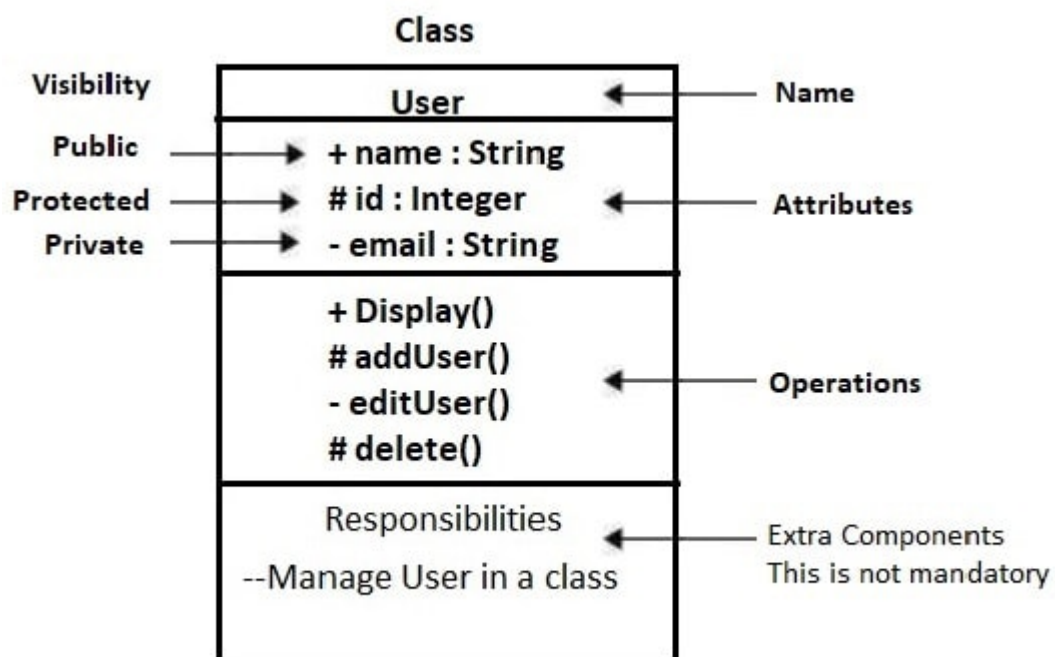 Class
Visibility
User
Name
Public
+ name : String
Protected
# id : Integer
Attributes
Private
- email : String
+ Display()
# addUser()
- editUser()
Operations
# delete()
Responsibilities
Extra Components
--Manage User in a class
This is not mandatory